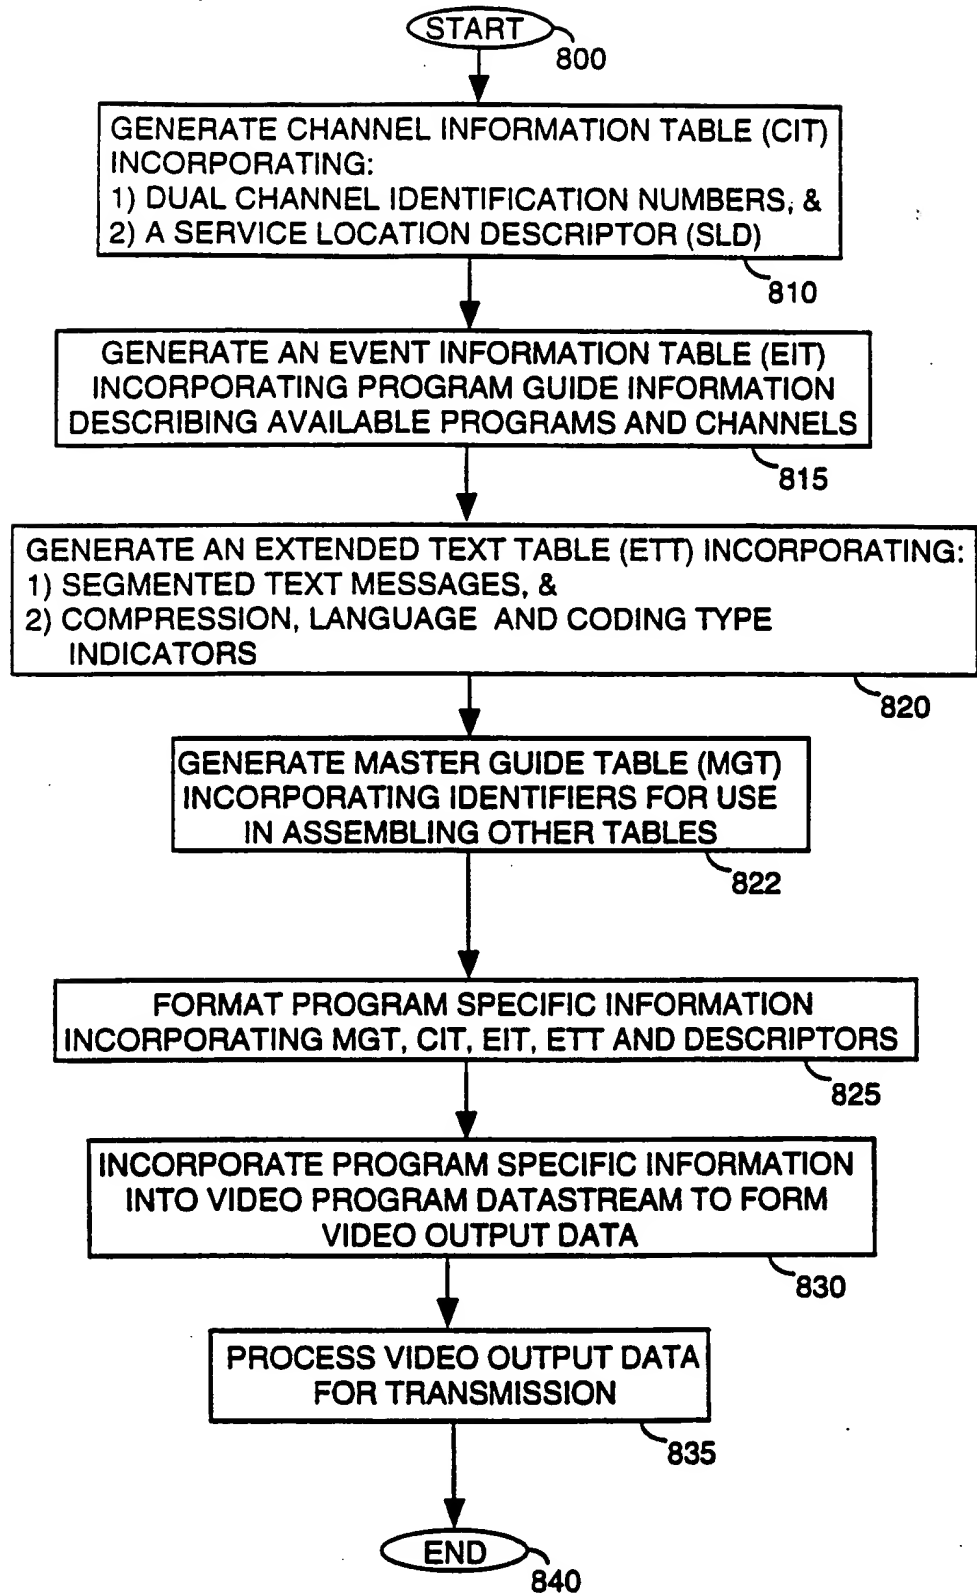 START
800
GENERATE CHANNEL INFORMATION TABLE (CIT)
INCORPORATING:
1) DUAL CHANNEL IDENTIFICATION NUMBERS, &
2) A SERVICE LOCATION DESCRIPTOR (SLD)
810
GENERATE AN EVENT INFORMATION TABLE (EIT)
INCORPORATING PROGRAM GUIDE INFORMATION
DESCRIBING AVAILABLE PROGRAMS AND CHANNELS
815
GENERATE AN EXTENDED TEXT TABLE (ETT) INCORPORATING:
1) SEGMENTED TEXT MESSAGES, &
2) COMPRESSION, LANGUAGE AND CODING TYPE
INDICATORS
820
GENERATE MASTER GUIDE TABLE (MGT)
INCORPORATING IDENTIFIERS FOR USE
IN ASSEMBLING OTHER TABLES
822
FORMAT PROGRAM SPECIFIC INFORMATION
INCORPORATING MGT, CIT, EIT, ETT AND DESCRIPTORS
825
INCORPORATE PROGRAM SPECIFIC INFORMATION
INTO VIDEO PROGRAM DATASTREAM TO FORM
VIDEO OUTPUT DATA
830
PROCESS VIDEO OUTPUT DATA
FOR TRANSMISSION
835
END
840